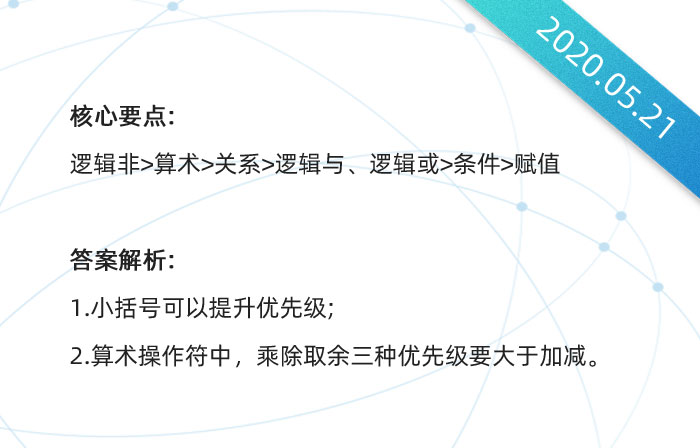 2020.05.21
核心要点:
逻辑非>算术>关系>逻辑与、逻辑或>条件>赋值
答案解析:
1.小括号可以提升优先级;
2.算术操作符中，乘除取余三种优先级要大于加减。